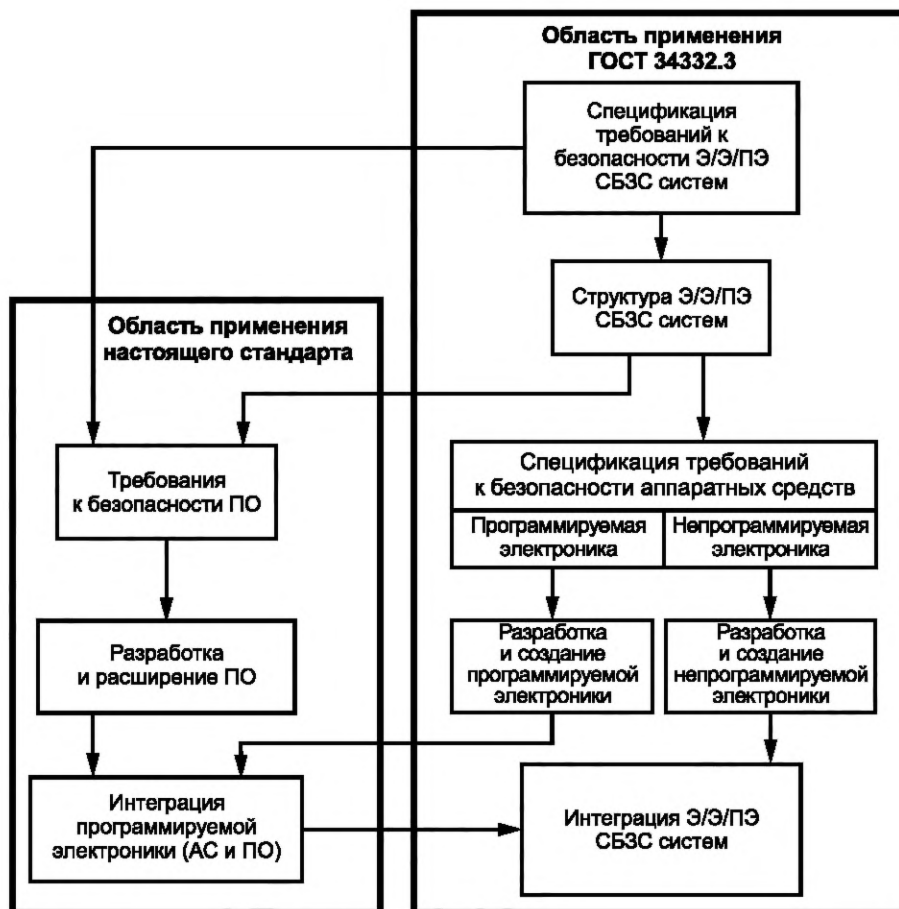 Область применения
ГОСТ 34332.3
Спецификация
требований к
безопасности Э/Э/ПЭ
СБЗС систем
Структура Э/Э/ПЭ
СБЗС систем
Область применения
настоящего стандарта
Требования
к безопасности ПО
Спецификация требований
к безопасности аппаратных средств
Программируемая
электроника
Непрограммируемая
электроника
Разработка
и расширение ПО
Разработка
и создание
программируемой
электроники
Разработка
и создание
непрограммируемой
электроники
Интеграция
программируемой
электроники (АС и ПО)
Интеграция Э/Э/ПЭ
СБЗС систем